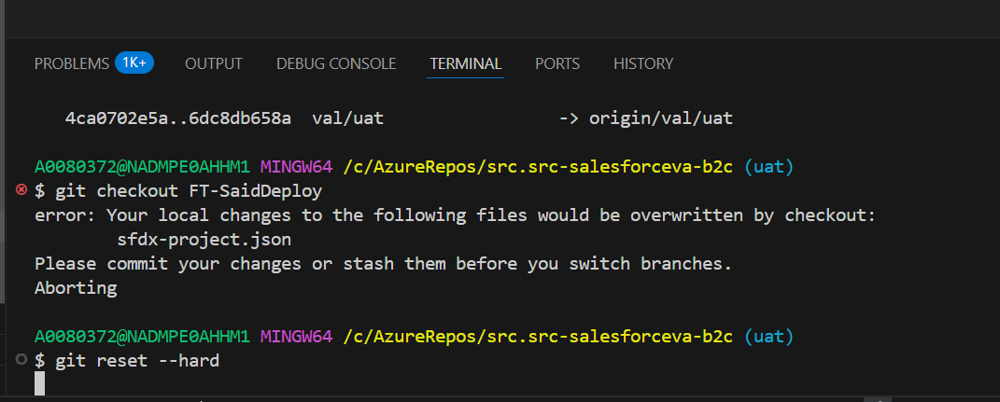 PROBLEMS 1K+ OUTPUT DEBUG CONSOLE TERMINAL PORTS HISTORY
4ca0702e5a..6dc8db658a val/uat -> origin/val/uat
A0080372@NADMPE0AHHM1 MINGW64 /c/AzureRepos/src.src-salesforceva-b2c (uat)
$ git checkout FT-SaidDeploy
error: Your local changes to the following files would be overwritten by checkout:
sfdx-project.json
Please commit your changes or stash them before you switch branches.
Aborting
A0080372@NADMPE0AHHM1 MINGW64 /c/AzureRepos/src.src-salesforceva-b2c (uat)
$ git reset --hard